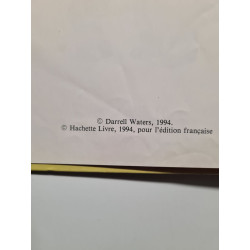 © Darrell Waters, 1994.
© Hachette Livre, 1994, pour l'édition française